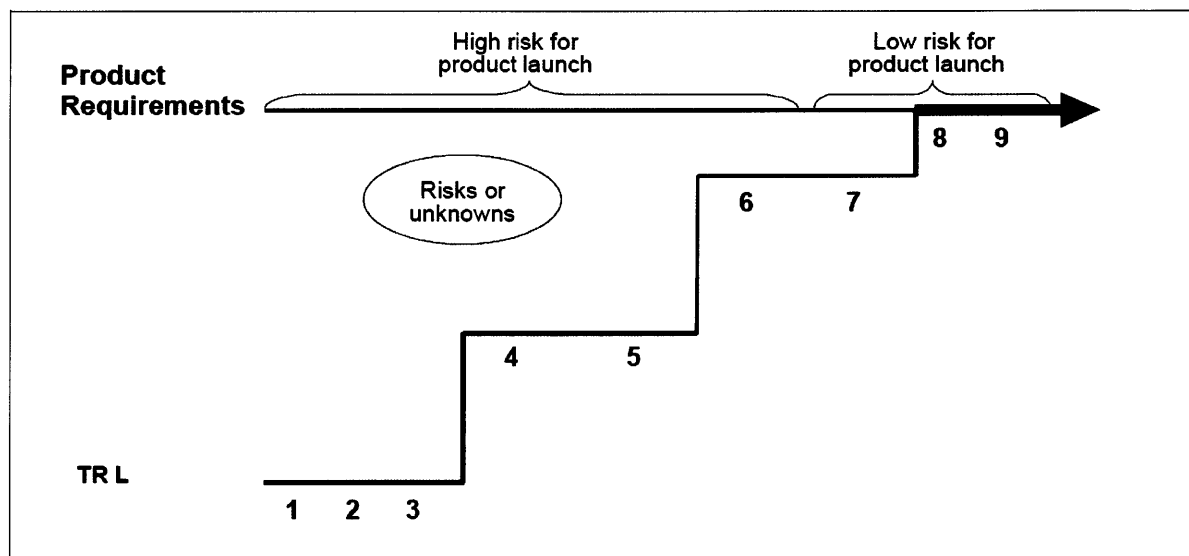 High risk for
product launch
Low risk for
product launch
Product
Requirements
8 9
Risks or
unknowns
6 7
4 5
TR L
1 2 3